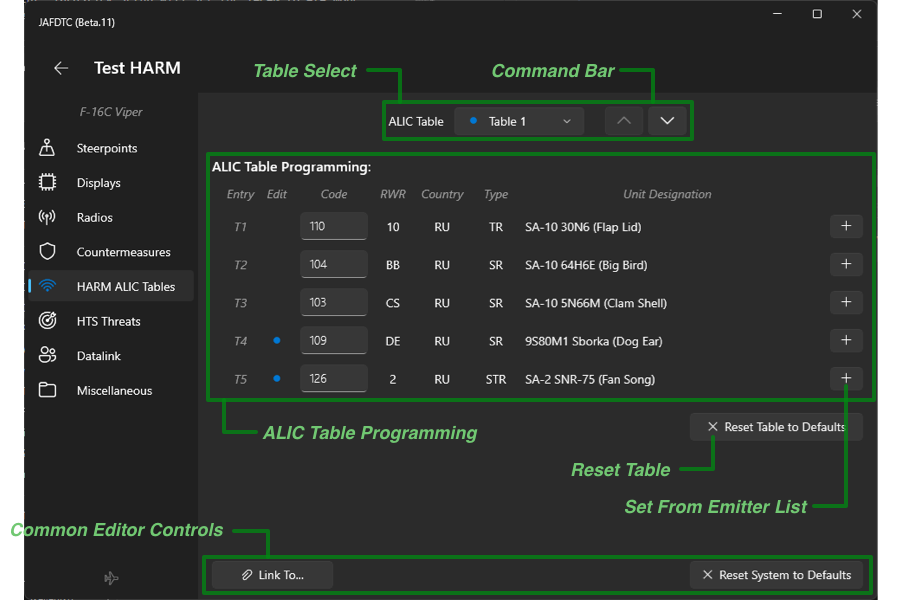 JAFDTC (Beta.11)
Test HARM
Table Select
Command Bar
F-16C Viper
ALIC Table
Table 1
Steerpoints
Displays
Radios
Countermeasures
HARM ALIC Tables
HTS Threats
Datalink
Miscellaneous
ALIC Table Programming:
Entry Edit Code RWR Country Type Unit Designation
T1 110 10 RU TR SA-10 30N6 (Flap Lid) +
T2 104 BB RU SR SA-10 64H6E (Big Bird) +
T3 103 CS RU SR SA-10 5N66M (Clam Shell) +
T4 109 DE RU SR 9S80M1 Sborka (Dog Ear) +
T5 126 2 RU STR SA-2 SNR-75 (Fan Song) +
ALIC Table Programming
Reset Table to Defaults
Reset Table
Set From Emitter List
Common Editor Controls
Link To...
Reset System to Defaults